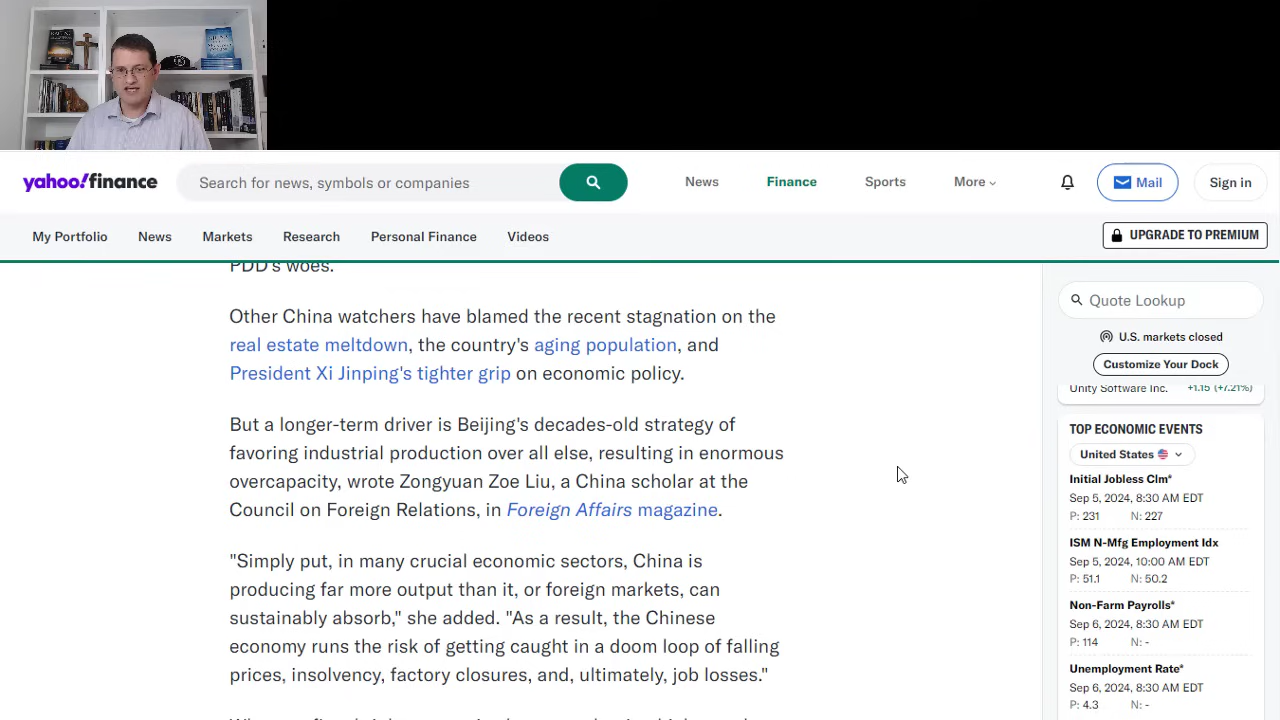 yahoo!finance
Search for news, symbols or companies
News
Finance
Sports
More
Mail
Sign in
My Portfolio
News
Markets
Research
Personal Finance
Videos
UPGRADE TO PREMIUM
PDD's woes.
Other China watchers have blamed the recent stagnation on the
real estate meltdown, the country's aging population, and
President Xi Jinping's tighter grip on economic policy.
But a longer-term driver is Beijing's decades-old strategy of
favoring industrial production over all else, resulting in enormous
overcapacity, wrote Zongyuan Zoe Liu, a China scholar at the
Council on Foreign Relations, in Foreign Affairs magazine.
"Simply put, in many crucial economic sectors, China is
producing far more output than it, or foreign markets, can
sustainably absorb," she added. "As a result, the Chinese
economy runs the risk of getting caught in a doom loop of falling
prices, insolvency, factory closures, and, ultimately, job losses."
Quote Lookup
U.S. markets closed
Customize Your Dock
Unity Software Inc. +1.15 (+7.21%)
TOP ECONOMIC EVENTS
United States
Initial Jobless Clm*
Sep 5, 2024, 8:30 AM EDT
P: 231 N: 227
ISM N-Mfg Employment Idx
Sep 5, 2024, 10:00 AM EDT
P: 51.1 N: 50.2
Non-Farm Payrolls*
Sep 6, 2024, 8:30 AM EDT
P: 114 N: -
Unemployment Rate*
Sep 6, 2024, 8:30 AM EDT
P: 4.3 N: -